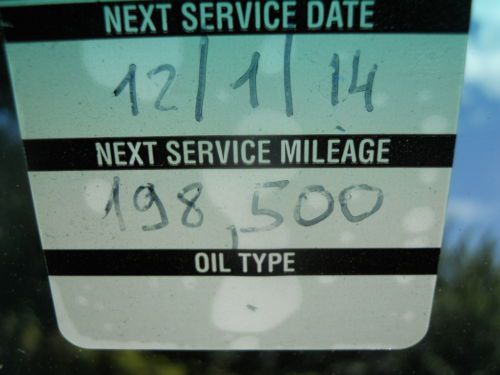 NEXT SERVICE DATE
12/1/14
NEXT SERVICE MILEAGE
198,500
OIL TYPE